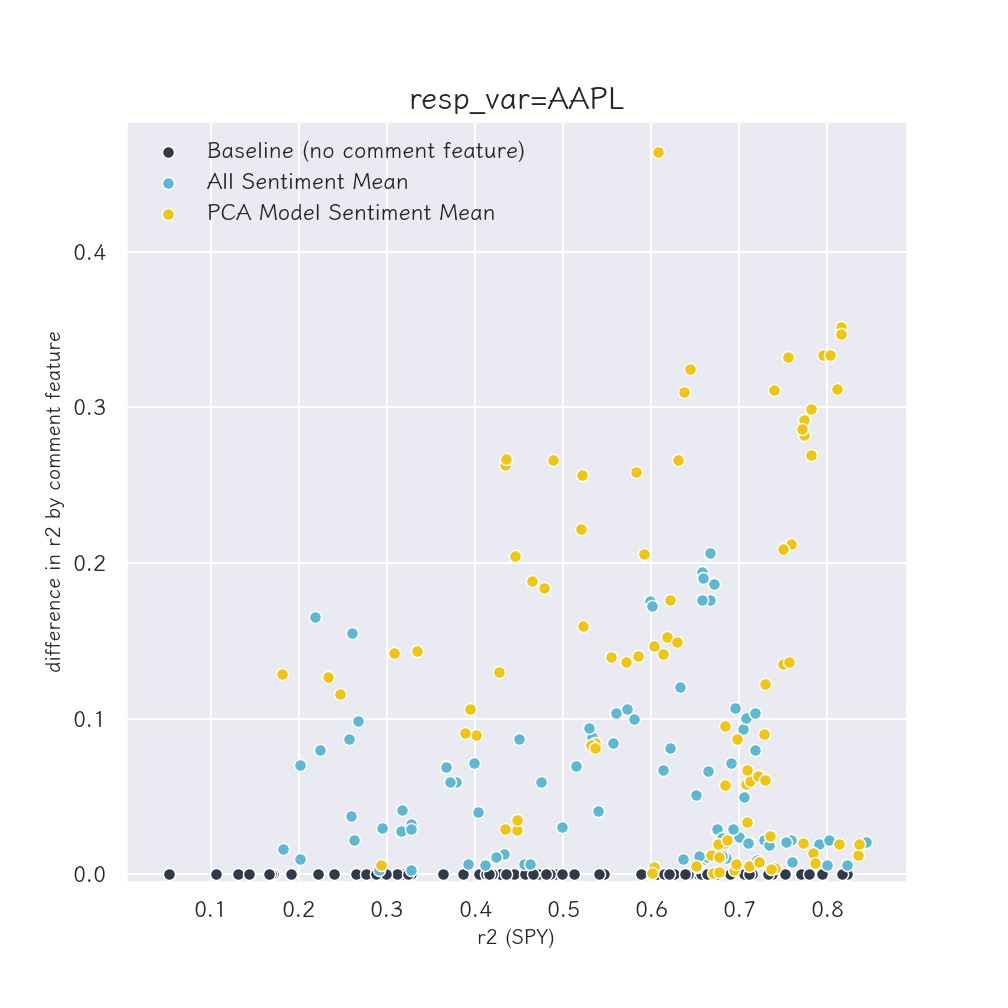 resp_var=AAPL
Baseline (no comment feature)
All Sentiment Mean
PCA Model Sentiment Mean
0.4
0.3
0.2
0.1
0.0
difference in r2 by comment feature
0.1 0.2 0.3 0.4 0.5 0.6 0.7 0.8
r2 (SPY)